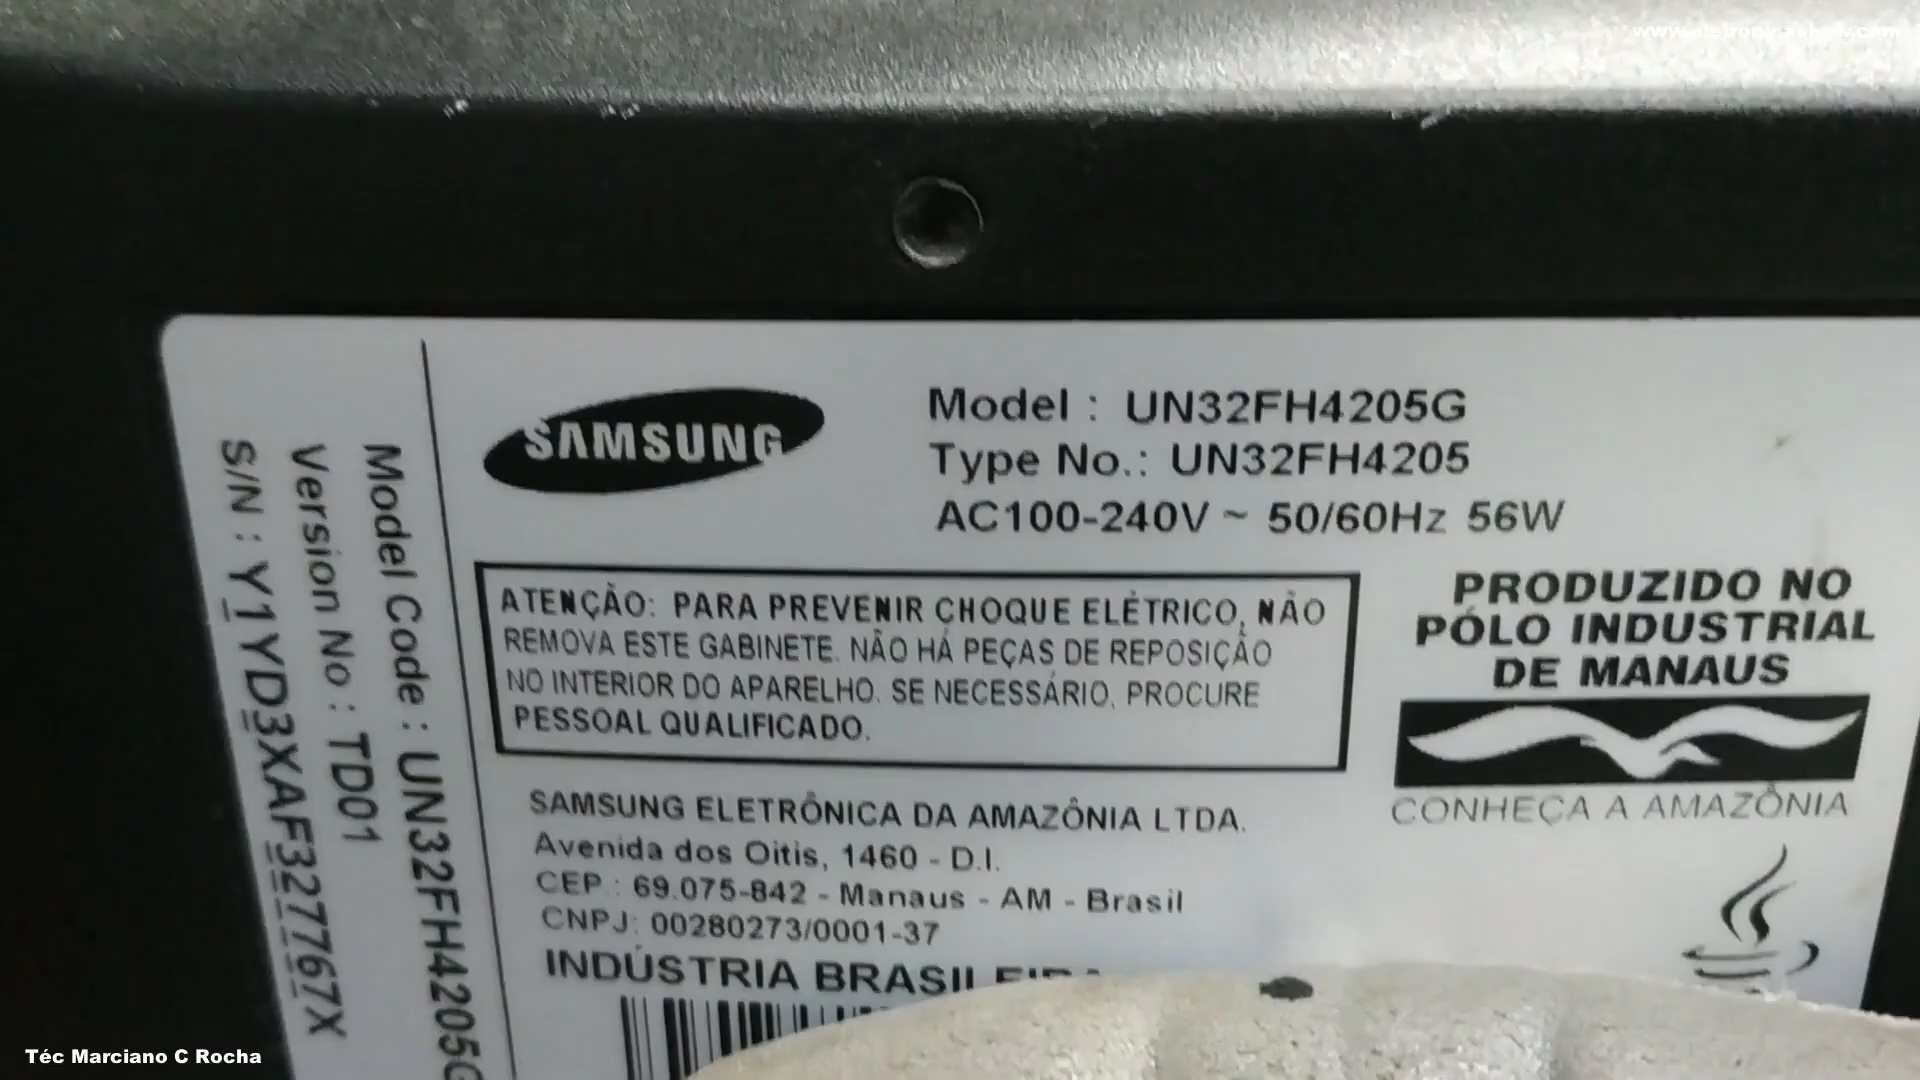 www.eletronicashow.com
SAMSUNG
Model : UN32FH4205G
Type No.: UN32FH4205
AC100-240V ~ 50/60Hz 56W
ATENÇÃO: PARA PREVENIR CHOQUE ELÉTRICO, NÃO
REMOVA ESTE GABINETE. NÃO HÁ PEÇAS DE REPOSIÇÃO
NO INTERIOR DO APARELHO. SE NECESSÁRIO, PROCURE
PESSOAL QUALIFICADO.
PRODUZIDO NO
PÓLO INDUSTRIAL
DE MANAUS
CONHEÇA A AMAZÔNIA
SAMSUNG ELETRÔNICA DA AMAZÔNIA LTDA.
Avenida dos Oitis, 1460 - D.I.
CEP : 69.075-842 - Manaus - AM - Brasil
CNPJ: 00280273/0001-37
INDÚSTRIA
Model Code : UN32FH4205G
Version No : TD01
S/N : Y1YD3XAF327767X
Téc Marciano C Rocha